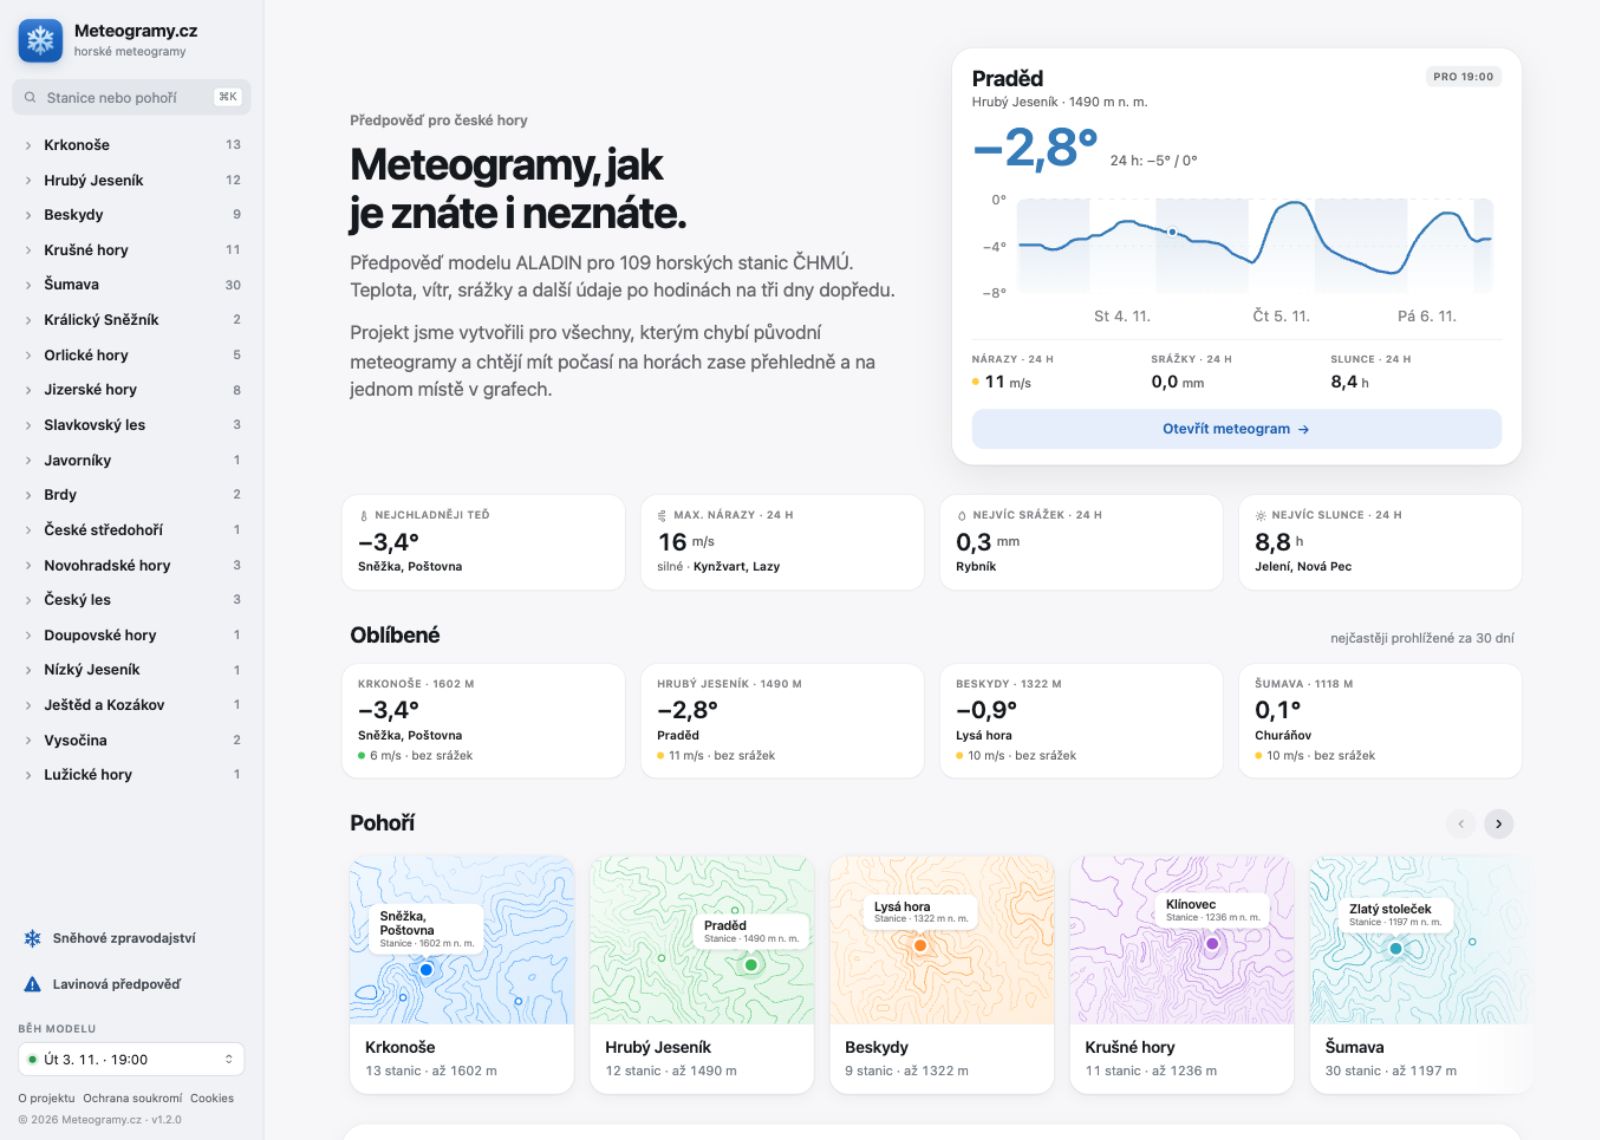 Meteogramy.cz
horské meteogramy
Stanice nebo pohoří
⌘K
Krkonoše 13
Hrubý Jeseník 12
Beskydy 9
Krušné hory 11
Šumava 30
Králický Sněžník 2
Orlické hory 5
Jizerské hory 8
Slavkovský les 3
Javorníky 1
Brdy 2
České středohoří 1
Novohradské hory 3
Český les 3
Doupovské hory 1
Nízký Jeseník 1
Ještěd a Kozákov 1
Vysočina 2
Lužické hory 1
Sněhové zpravodajství
Lavinová předpověď
BĚH MODELU
Út 3. 11. · 19:00
O projektu Ochrana soukromí Cookies
© 2026 Meteogramy.cz · v1.2.0
Předpověď pro české hory
Meteogramy, jak
je znáte i neznáte.
Předpověď modelu ALADIN pro 109 horských stanic ČHMÚ.
Teplota, vítr, srážky a další údaje po hodinách na tři dny dopředu.
Projekt jsme vytvořili pro všechny, kterým chybí původní
meteogramy a chtějí mít počasí na horách zase přehledně a na
jednom místě v grafech.
Praděd
PRO 19:00
Hrubý Jeseník · 1490 m n. m.
−2,8° 24 h: −5° / 0°
0°
−4°
−8°
St 4. 11. Čt 5. 11. Pá 6. 11.
NÁRAZY · 24 H SRÁŽKY · 24 H SLUNCE · 24 H
11 m/s 0,0 mm 8,4 h
Otevřít meteogram →
NEJCHLADNĚJI TEĎ
−3,4°
Sněžka, Poštovna
MAX. NÁRAZY · 24 H
16 m/s
silné · Kynžvart, Lazy
NEJVÍC SRÁŽEK · 24 H
0,3 mm
Rybník
NEJVÍC SLUNCE · 24 H
8,8 h
Jelení, Nová Pec
Oblíbené
nejčastěji prohlížené za 30 dní
KRKONOŠE · 1602 M
−3,4°
Sněžka, Poštovna
6 m/s · bez srážek
HRUBÝ JESENÍK · 1490 M
−2,8°
Praděd
11 m/s · bez srážek
BESKYDY · 1322 M
−0,9°
Lysá hora
10 m/s · bez srážek
ŠUMAVA · 1118 M
0,1°
Churáňov
10 m/s · bez srážek
Pohoří
Sněžka,
Poštovna
Stanice · 1602 m n. m.
Krkonoše
13 stanic · až 1602 m
Praděd
Stanice · 1490 m n. m.
Hrubý Jeseník
12 stanic · až 1490 m
Lysá hora
Stanice · 1322 m n. m.
Beskydy
9 stanic · až 1322 m
Klínovec
Stanice · 1236 m n. m.
Krušné hory
11 stanic · až 1236 m
Zlatý stoleček
Stanice · 1197 m n. m.
Šumava
30 stanic · až 1197 m